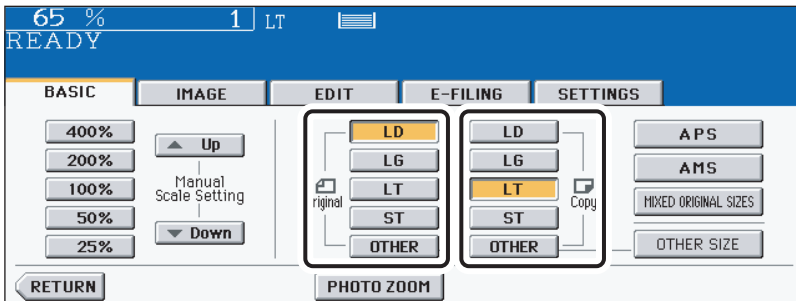 65 % 1 LT
READY
BASIC IMAGE EDIT E-FILING SETTINGS
400%
200%
100%
50%
25%
Up
Manual
Scale Setting
Down
riginal
LD
LG
LT
ST
OTHER
LD
LG
LT
ST
OTHER
Copy
APS
AMS
MIXED ORIGINAL SIZES
OTHER SIZE
RETURN
PHOTO ZOOM